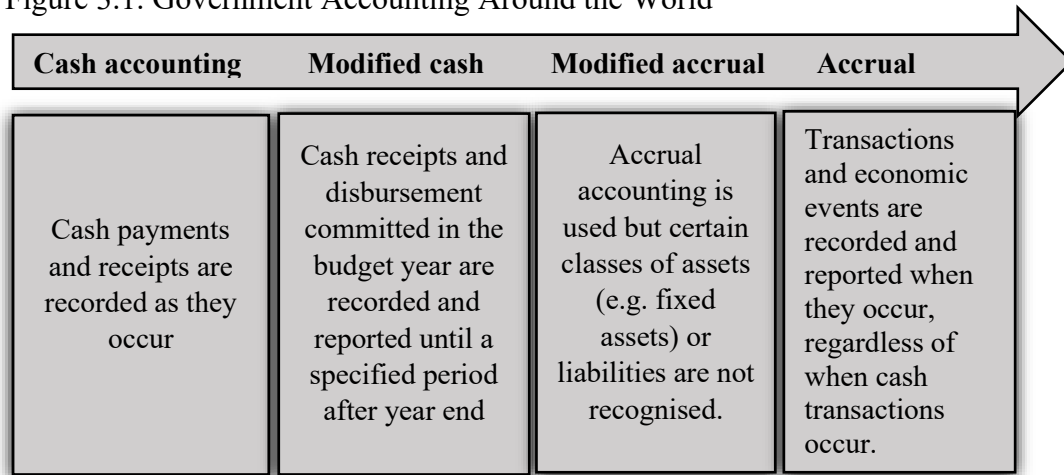 Figure 3.1: Government Accounting Around the World
Cash accounting
Modified cash
Modified accrual
Accrual
Cash payments
and receipts are
recorded as they
occur
Cash receipts and
disbursement
committed in the
budget year are
recorded and
reported until a
specified period
after year end
Accrual
accounting is
used but certain
classes of assets
(e.g. fixed
assets) or
liabilities are not
recognised.
Transactions
and economic
events are
recorded and
reported when
they occur,
regardless of
when cash
transactions
occur.